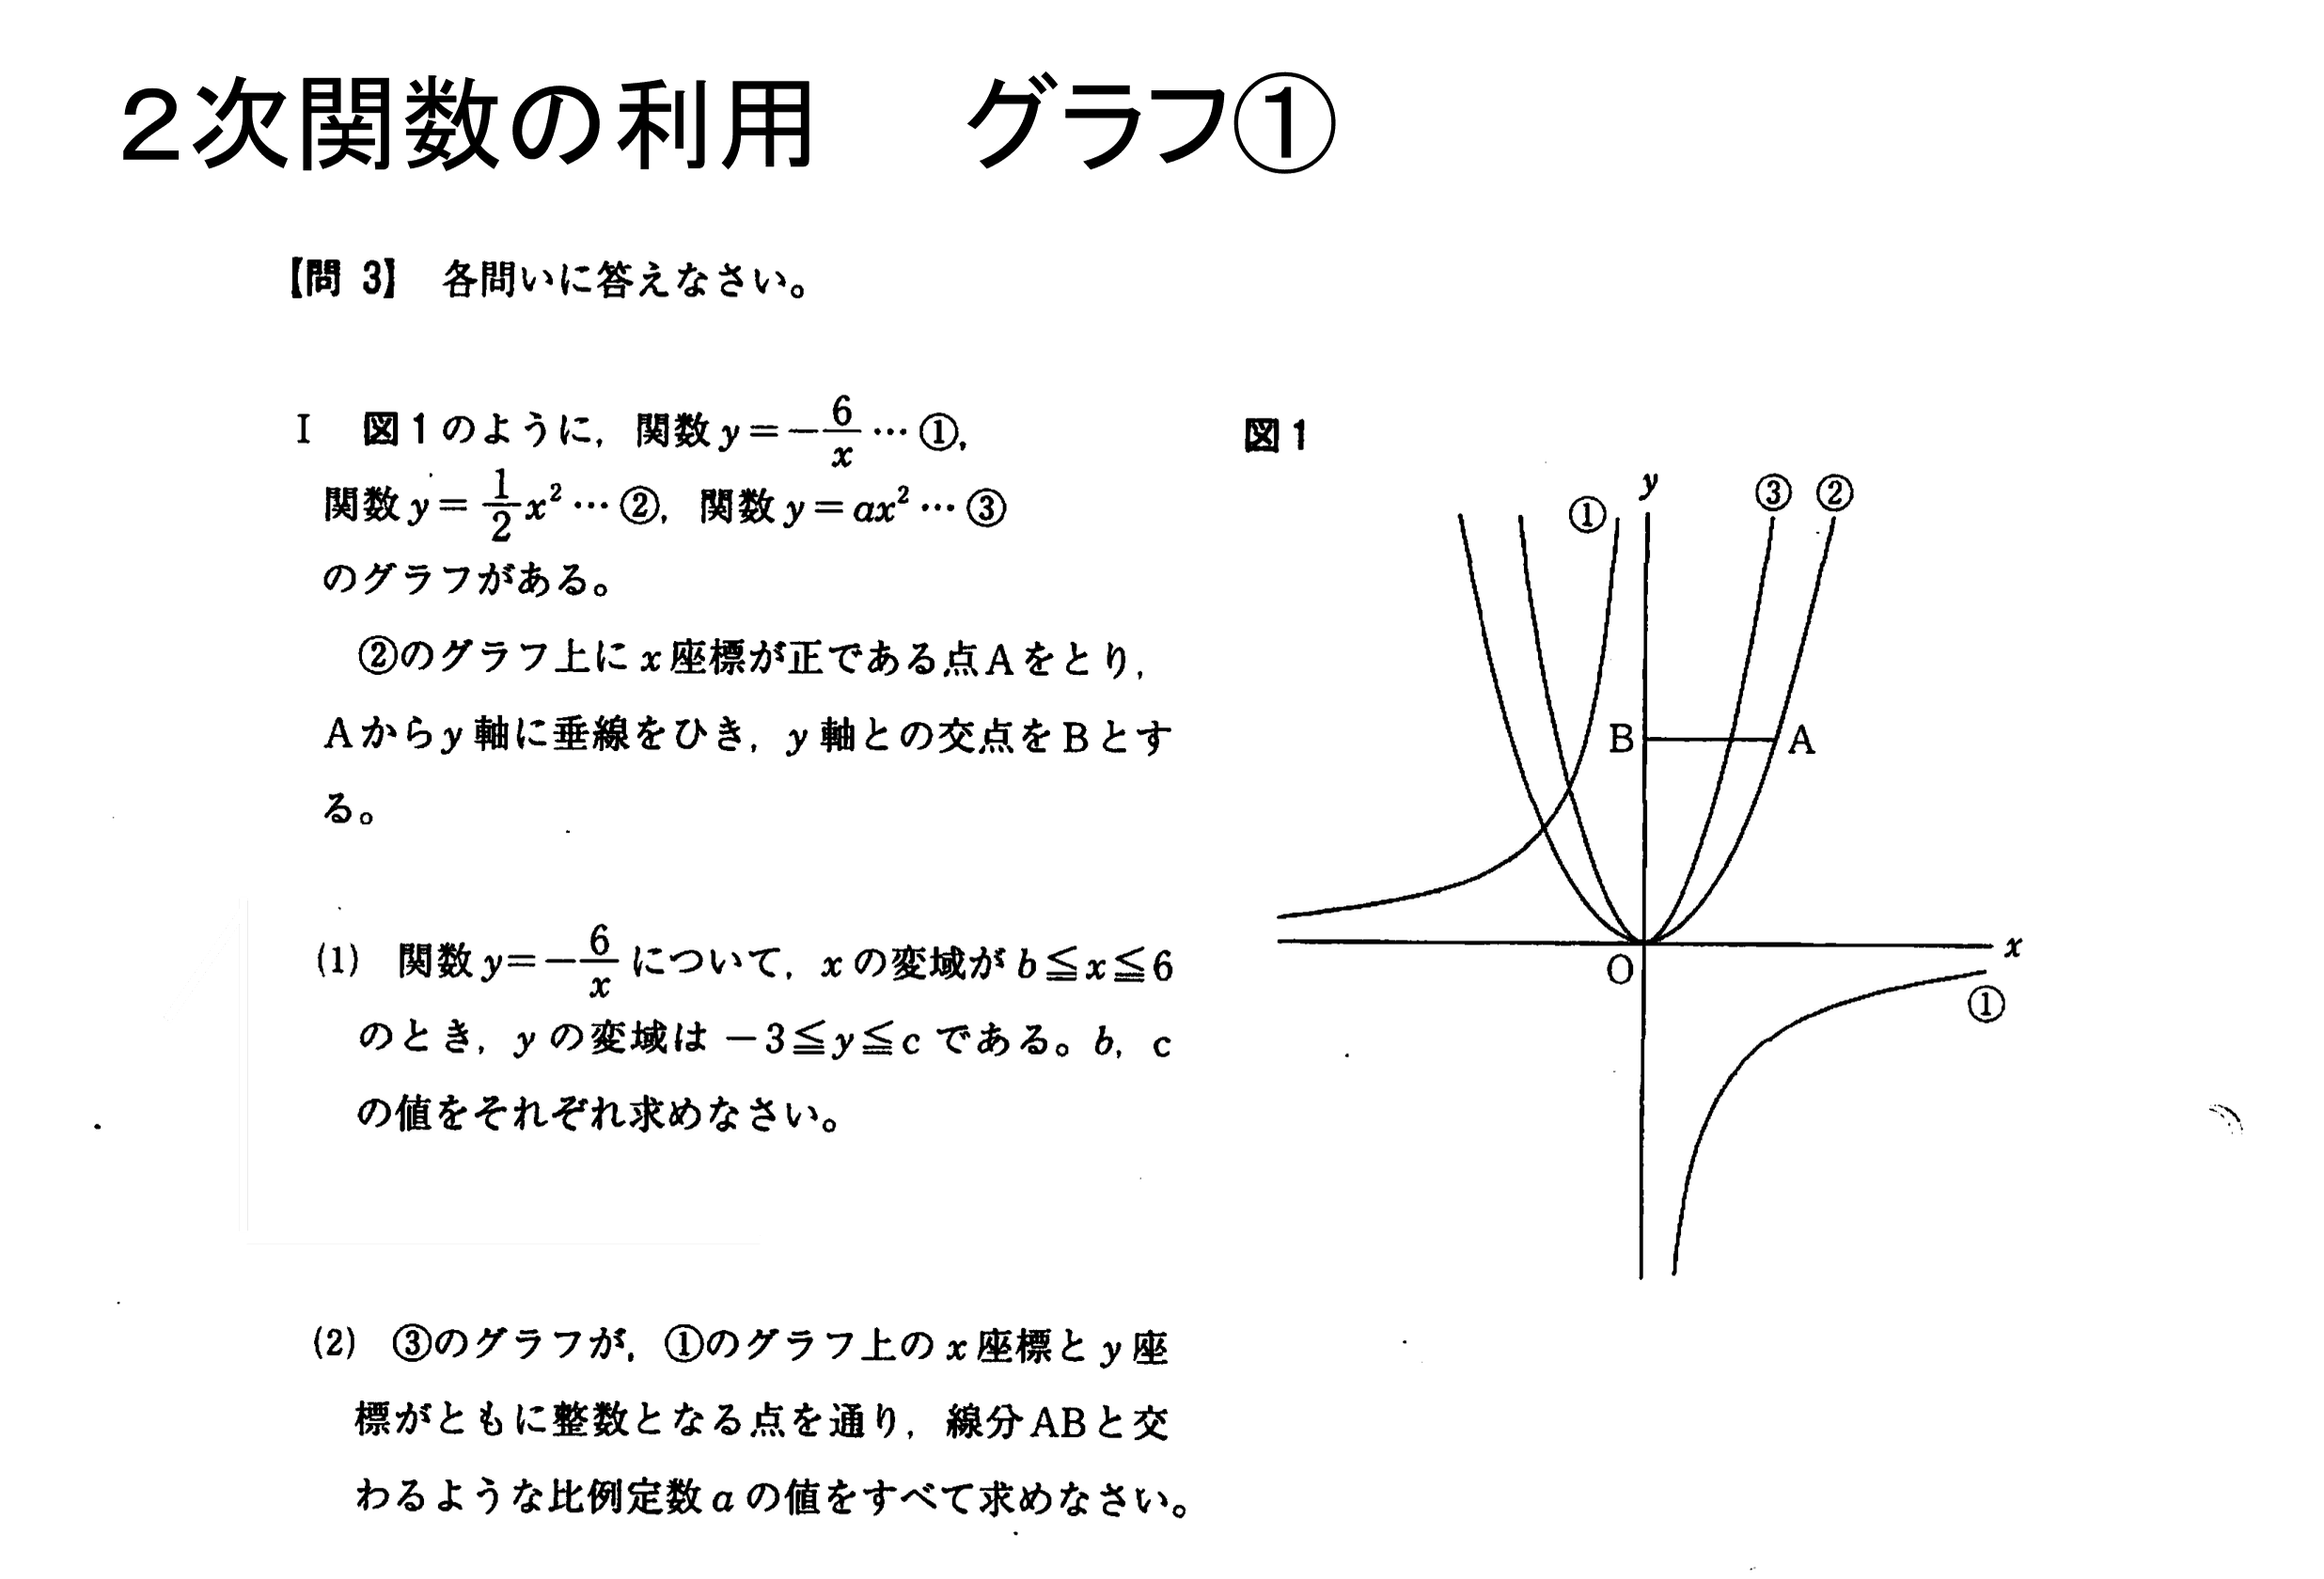 2次関数の利用　グラフ①
【問 3】　各問いに答えなさい。
Ⅰ　図1のように，関数 y＝−6/x … ①，
関数 y＝1/2 x² … ②，関数 y＝ax² … ③
のグラフがある。
②のグラフ上に x 座標が正である点Aをとり，
Aから y 軸に垂線をひき，y 軸との交点をBとす
る。
(1)　関数 y＝−6/x について，x の変域が b≦x≦6
のとき，y の変域は −3≦y≦c である。b，c
の値をそれぞれ求めなさい。
(2)　③のグラフが，①のグラフ上の x 座標と y 座
標がともに整数となる点を通り，線分ABと交
わるような比例定数 a の値をすべて求めなさい。
図1
y
③ ②
①
B A
x
O
①